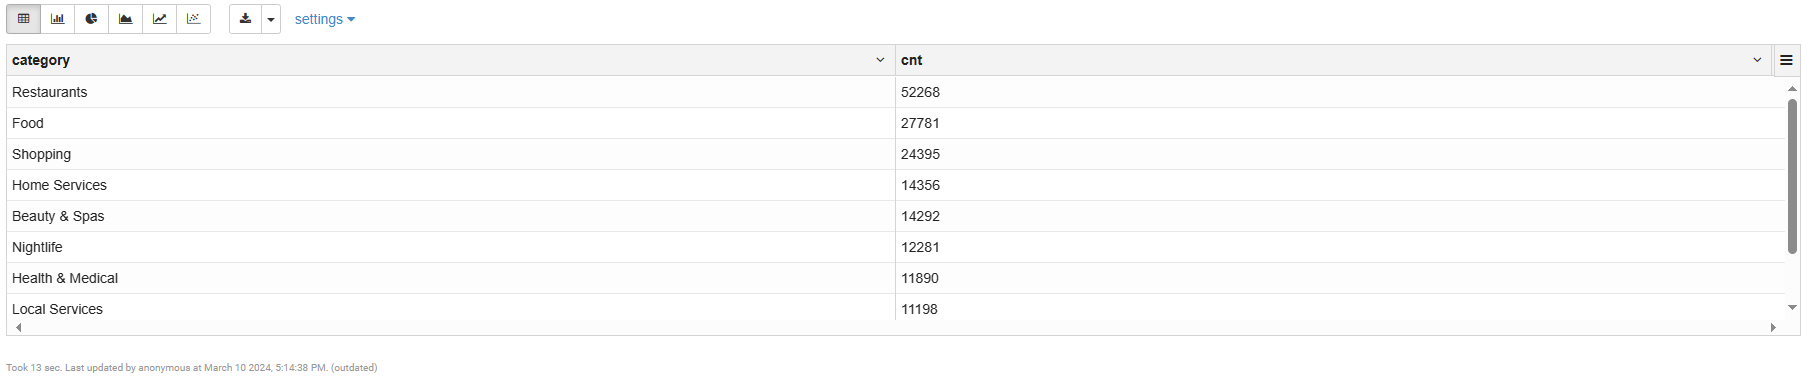 settings
category cnt
Restaurants 52268
Food 27781
Shopping 24395
Home Services 14356
Beauty & Spas 14292
Nightlife 12281
Health & Medical 11890
Local Services 11198
Took 13 sec. Last updated by anonymous at March 10 2024, 5:14:38 PM. (outdated)